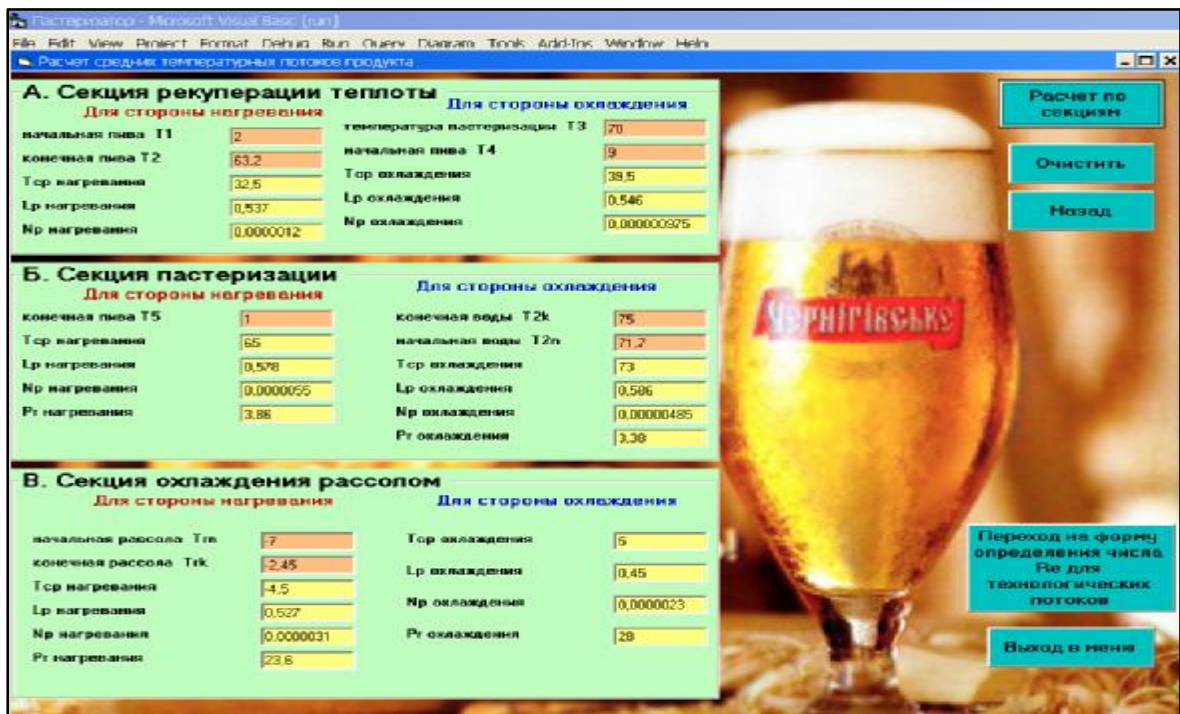 Пастеризатор - Microsoft Visual Basic [run]
File Edit View Project Format Debug Run Query Diagram Tools Add-Ins Window Help
Расчет средних температурных потоков продукта
А. Секция рекуперации теплоты
Для стороны нагревания
начальная пива T1 2
конечная пива T2 63,2
Тср нагревания 32,5
Lp нагревания 0,537
Np нагревания 0,0000012
Для стороны охлаждения
температура пастеризации T3 70
начальная пива T4 9
Тср охлаждения 39,5
Lp охлаждения 0,546
Np охлаждения 0,000000975
Б. Секция пастеризации
Для стороны нагревания
конечная пива T5 1
Тср нагревания 65
Lp нагревания 0,578
Np нагревания 0,0000055
Pr нагревания 3,86
Для стороны охлаждения
конечная воды T2k 75
начальная воды T2n 71,7
Тср охлаждения 73
Lp охлаждения 0,586
Np охлаждения 0,00000485
Pr охлаждения 3,38
В. Секция охлаждения рассолом
Для стороны нагревания
начальная рассола Trn -7
конечная рассола Trk -2,45
Тср нагревания -4,5
Lp нагревания 0,527
Np нагревания 0,0000031
Pr нагревания 23,6
Для стороны охлаждения
Тср охлаждения 5
Lp охлаждения 0,45
Np охлаждения 0,0000023
Pr охлаждения 28
Расчет по
секциям
Очистить
Назад
ЧЕРНІГІВСЬКЕ
Переход на форму
определения числа
Re для
технологических
потоков
Выход в меню